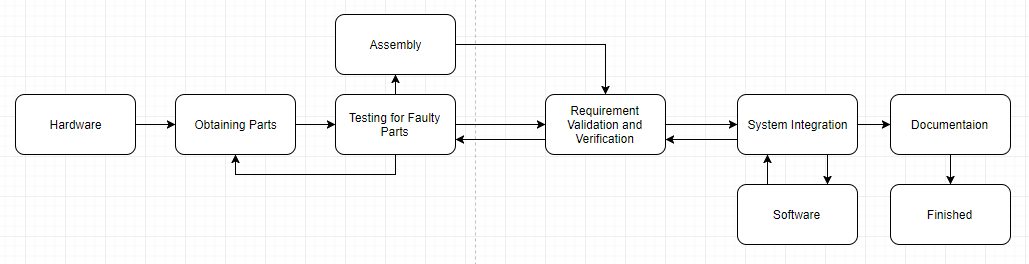 Assembly
Hardware
Obtaining Parts
Testing for Faulty
Parts
Requirement
Validation and
Verification
System Integration
Documentaion
Software
Finished